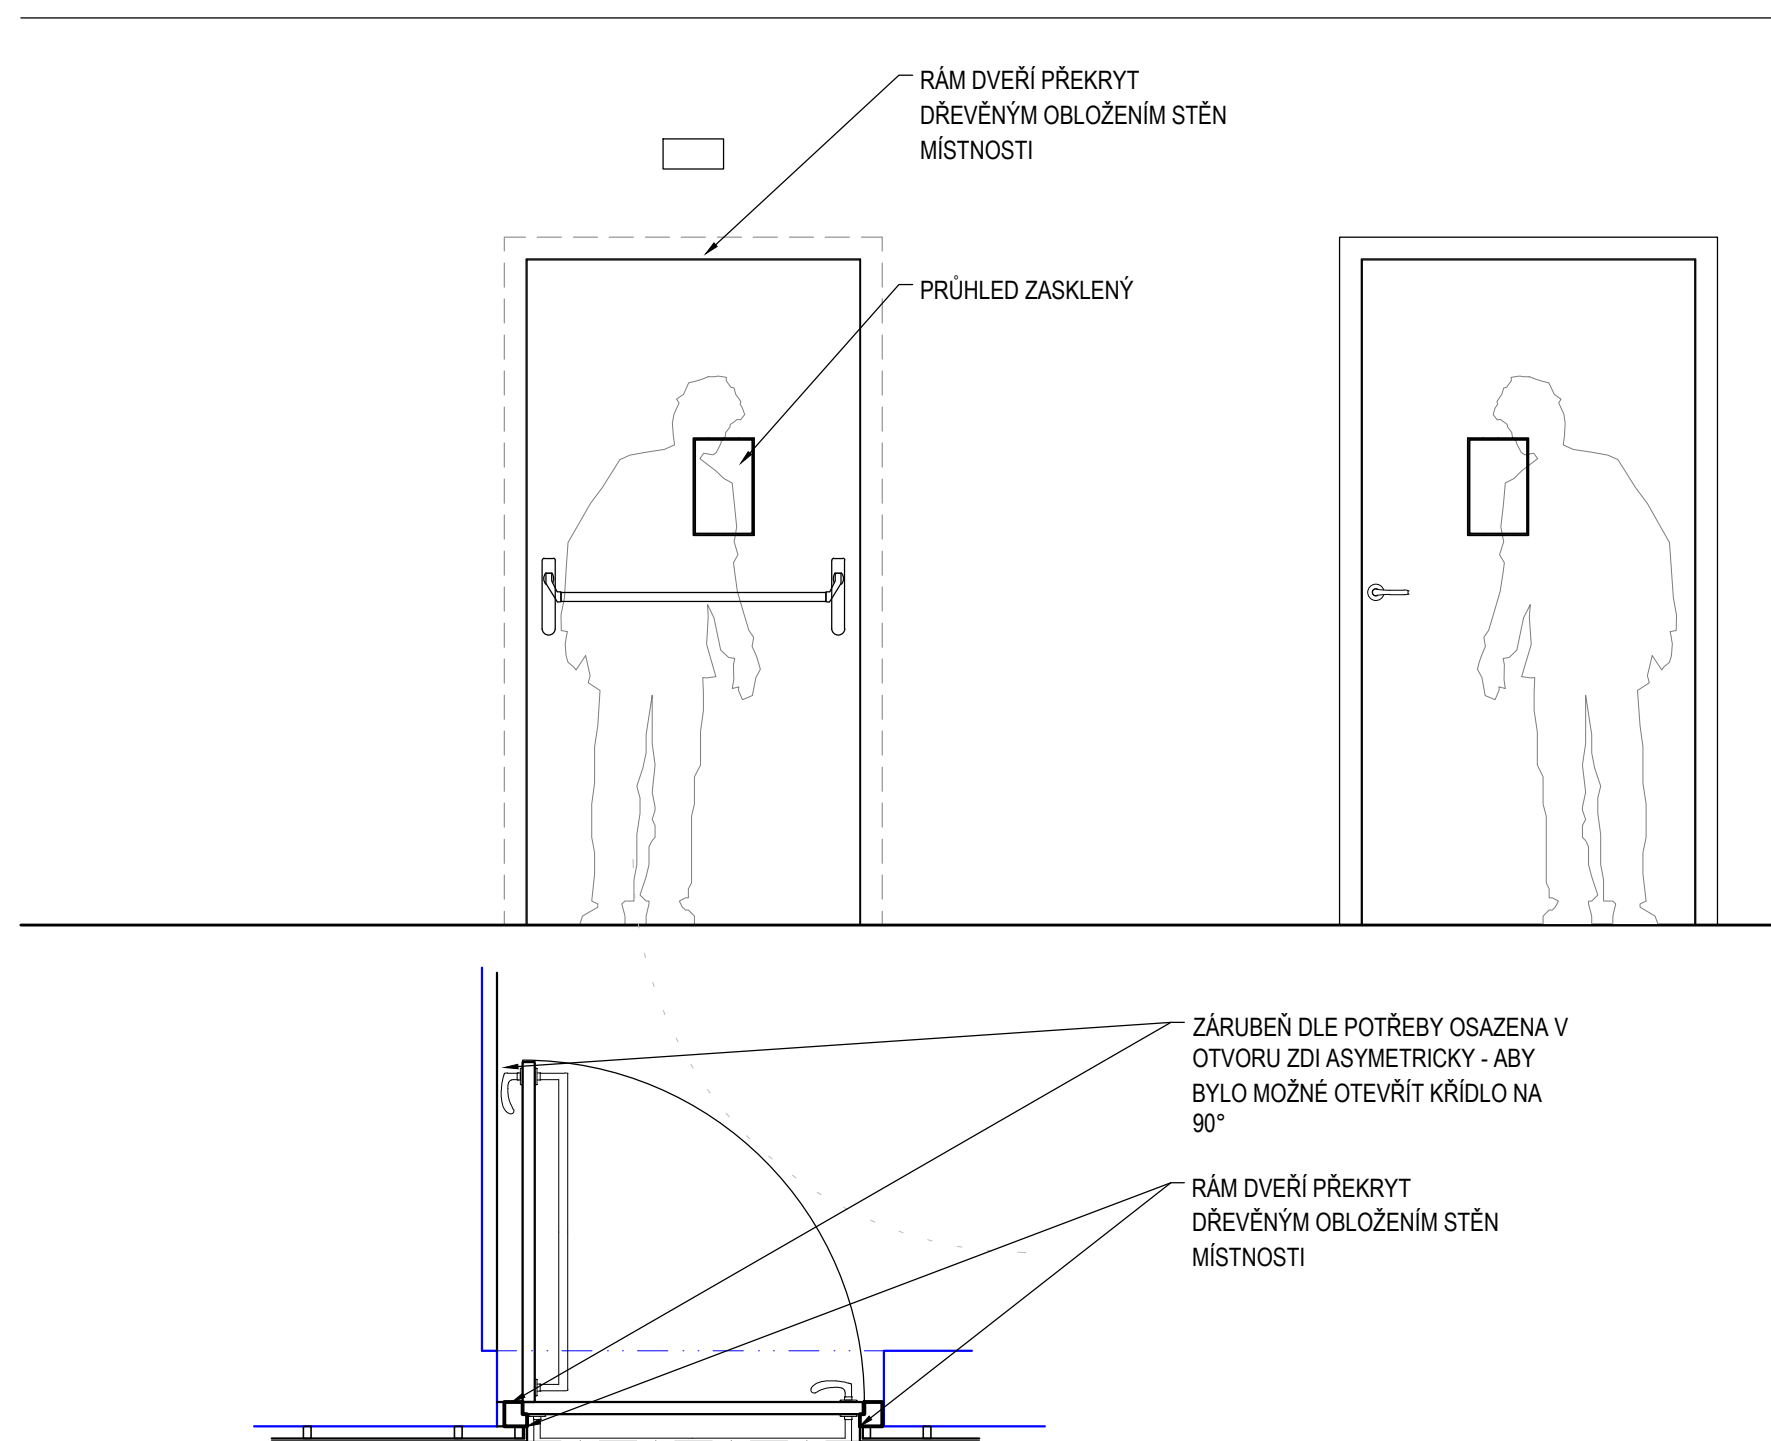 RÁM DVEŘÍ PŘEKRYT
DŘEVĚNÝM OBLOŽENÍM STĚN
MÍSTNOSTI
PRŮHLED ZASKLENÝ
ZÁRUBEŇ DLE POTŘEBY OSAZENA V
OTVORU ZDI ASYMETRICKY - ABY
BYLO MOŽNÉ OTEVŘÍT KŘÍDLO NA
90°
RÁM DVEŘÍ PŘEKRYT
DŘEVĚNÝM OBLOŽENÍM STĚN
MÍSTNOSTI